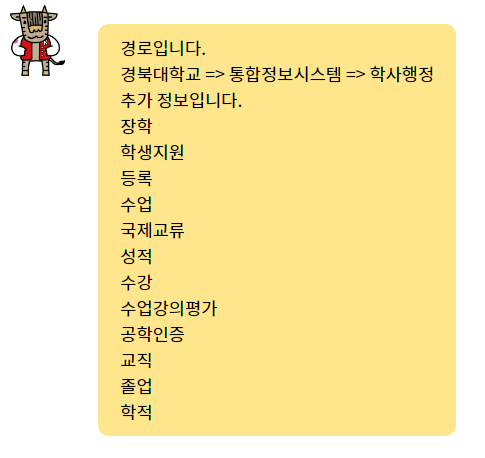 경로입니다.
경북대학교 => 통합정보시스템 => 학사행정
추가 정보입니다.
장학
학생지원
등록
수업
국제교류
성적
수강
수업강의평가
공학인증
교직
졸업
학적